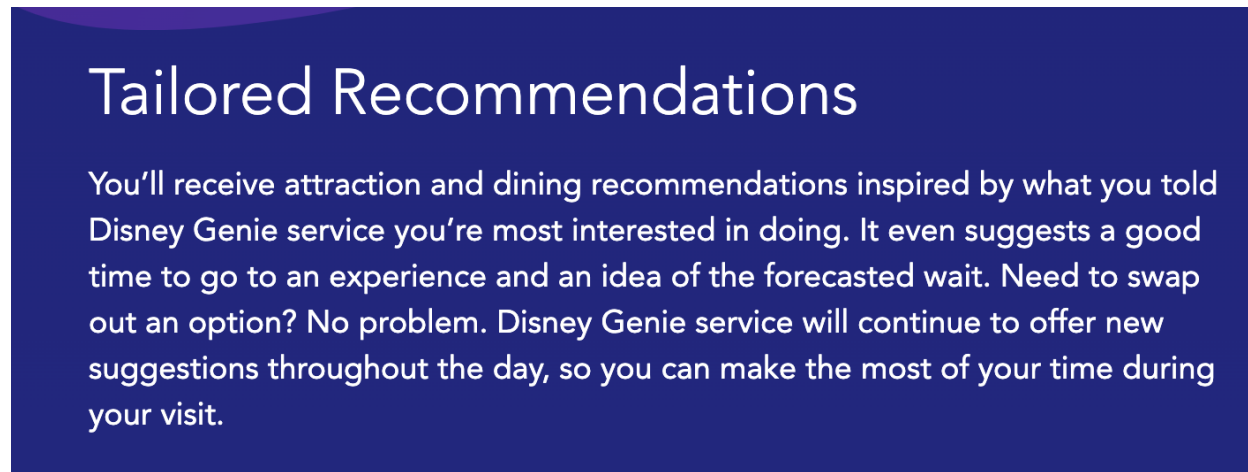 Tailored Recommendations
You’ll receive attraction and dining recommendations inspired by what you told
Disney Genie service you’re most interested in doing. It even suggests a good
time to go to an experience and an idea of the forecasted wait. Need to swap
out an option? No problem. Disney Genie service will continue to offer new
suggestions throughout the day, so you can make the most of your time during
your visit.